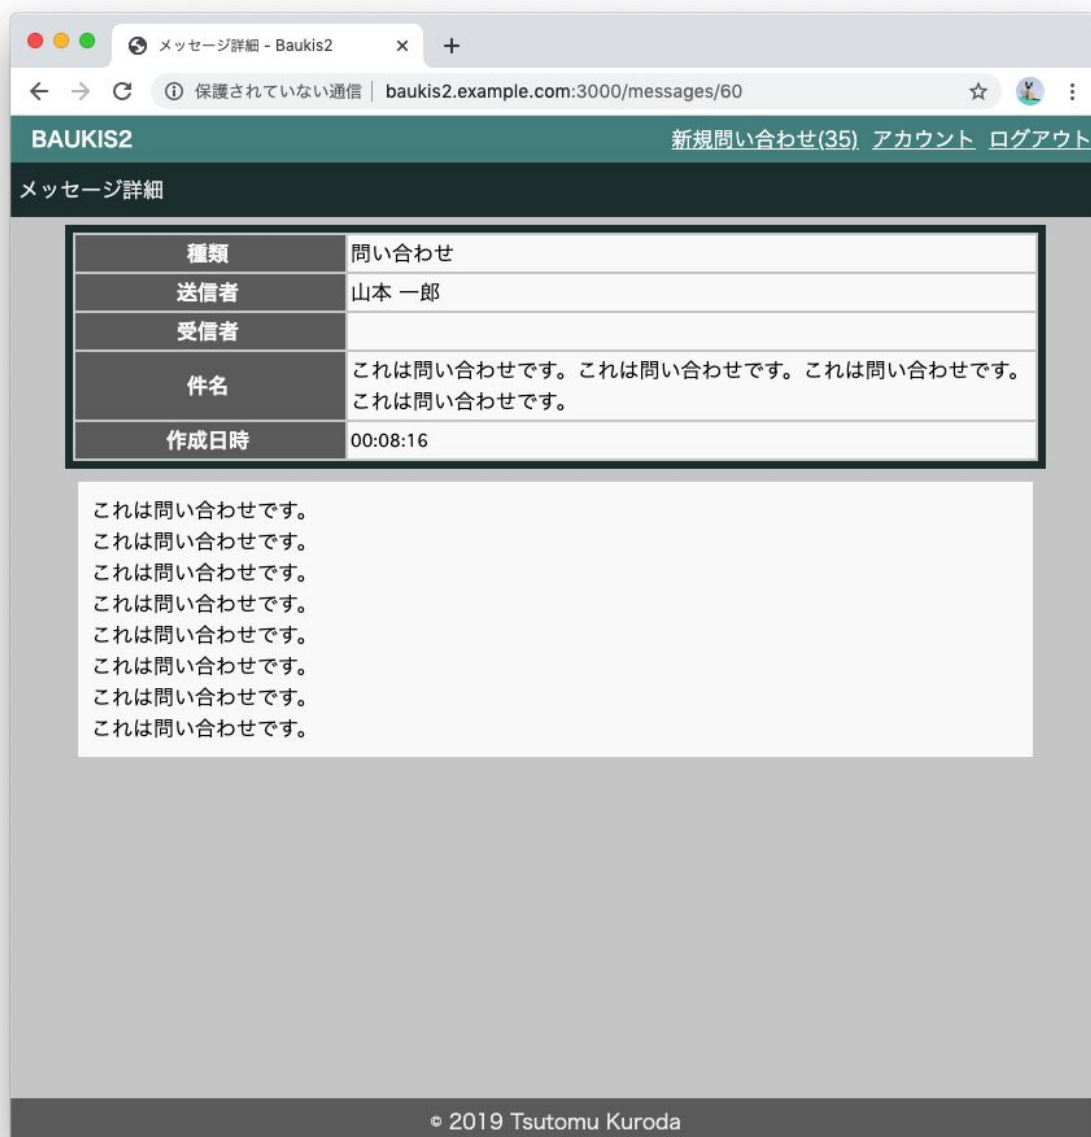 メッセージ詳細 - Baukis2
保護されていない通信 | baukis2.example.com:3000/messages/60
BAUKIS2 新規問い合わせ(35) アカウント ログアウト
メッセージ詳細
種類 問い合わせ
送信者 山本 一郎
受信者
件名 これは問い合わせです。これは問い合わせです。これは問い合わせです。
これは問い合わせです。
作成日時 00:08:16
これは問い合わせです。
これは問い合わせです。
これは問い合わせです。
これは問い合わせです。
これは問い合わせです。
これは問い合わせです。
これは問い合わせです。
これは問い合わせです。
© 2019 Tsutomu Kuroda